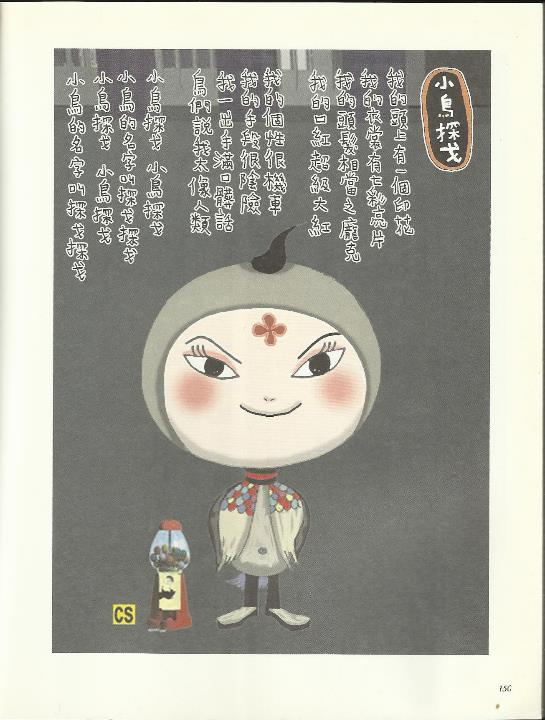 小鳥探戈
我的頭上有一個印花
我的衣裳有七彩亮片
我的頭髮相當之龐克
我的口紅超級大紅
我的個性很機車
我的手段很陰險
我一出手滿口髒話
鳥們說我太像人類
小鳥探戈 小鳥探戈
小鳥的名字叫探戈探戈
小鳥探戈 小鳥探戈
小鳥的名字叫探戈探戈
CS
150